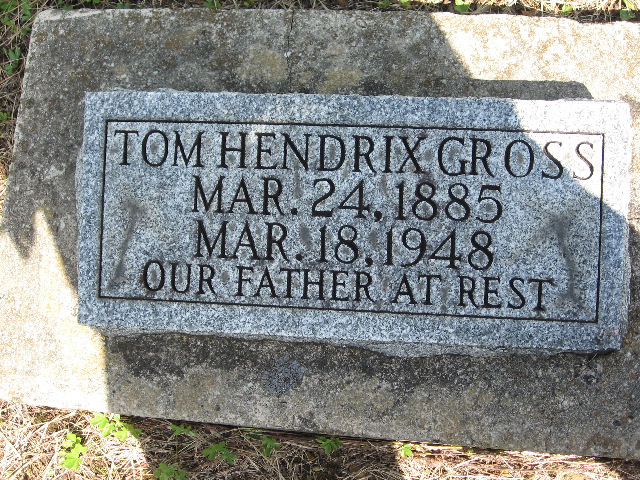 TOM HENDRIX GROSS
MAR. 24, 1885
MAR. 18, 1948
OUR FATHER AT REST